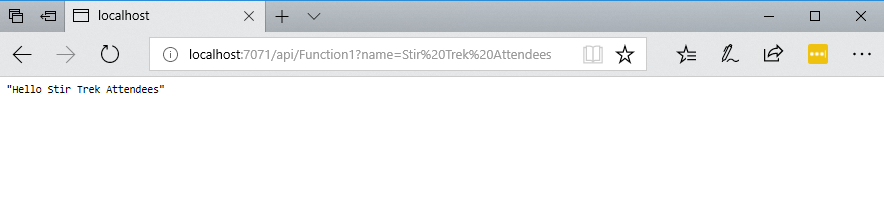 localhost
localhost:7071/api/Function1?name=Stir%20Trek%20Attendees
"Hello Stir Trek Attendees"